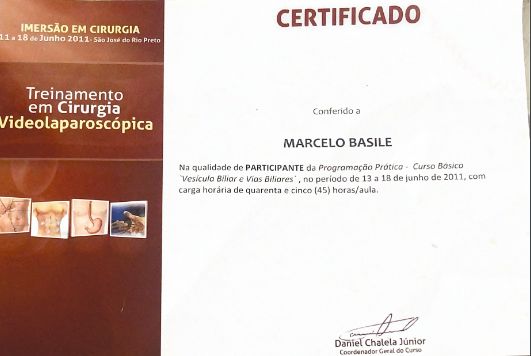 IMERSÃO EM CIRURGIA
11 a 18 de Junho 2011- São José do Rio Preto
Treinamento
em Cirurgia
Videolaparoscópica
CERTIFICADO
Conferido a
MARCELO BASILE
Na qualidade de PARTICIPANTE da Programação Prática - Curso Básico
`Vesícula Biliar e Vias Biliares´, no período de 13 a 18 de junho de 2011, com
carga horária de quarenta e cinco (45) horas/aula.
Daniel Chalela Júnior
Coordenador Geral do Curso